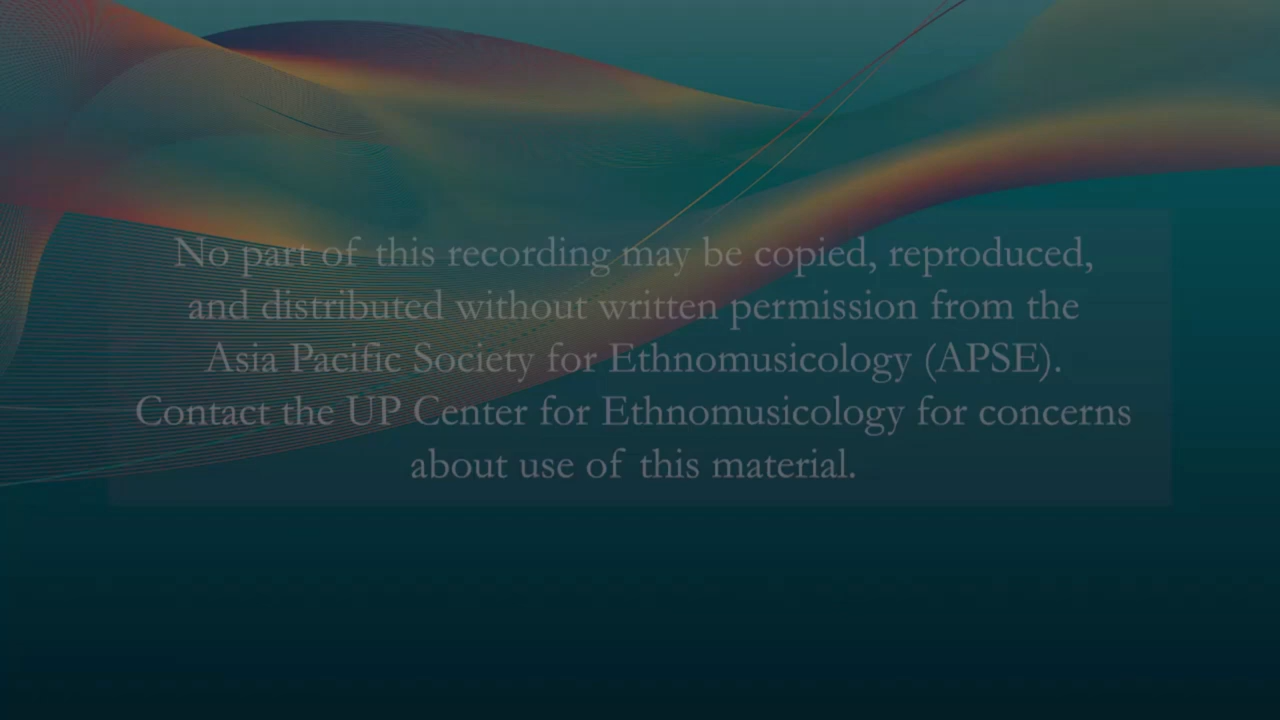 No part of this recording may be copied, reproduced,
and distributed without written permission from the
Asia Pacific Society for Ethnomusicology (APSE).
Contact the UP Center for Ethnomusicology for concerns
about use of this material.